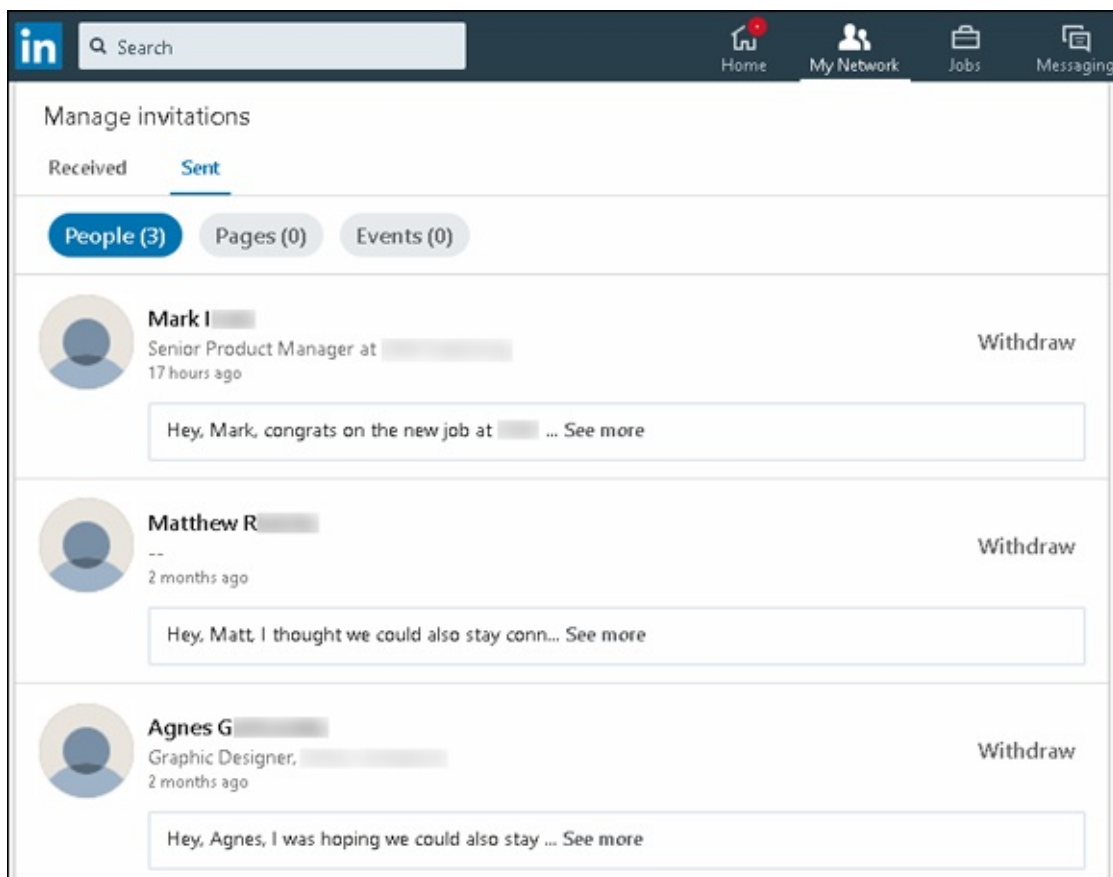 in Search Home My Network Jobs Messaging
Manage invitations
Received Sent
People (3) Pages (0) Events (0)
Mark I
Senior Product Manager at
17 hours ago
Withdraw
Hey, Mark, congrats on the new job at ... See more
Matthew R
--
2 months ago
Withdraw
Hey, Matt, I thought we could also stay conn... See more
Agnes G
Graphic Designer,
2 months ago
Withdraw
Hey, Agnes, I was hoping we could also stay ... See more